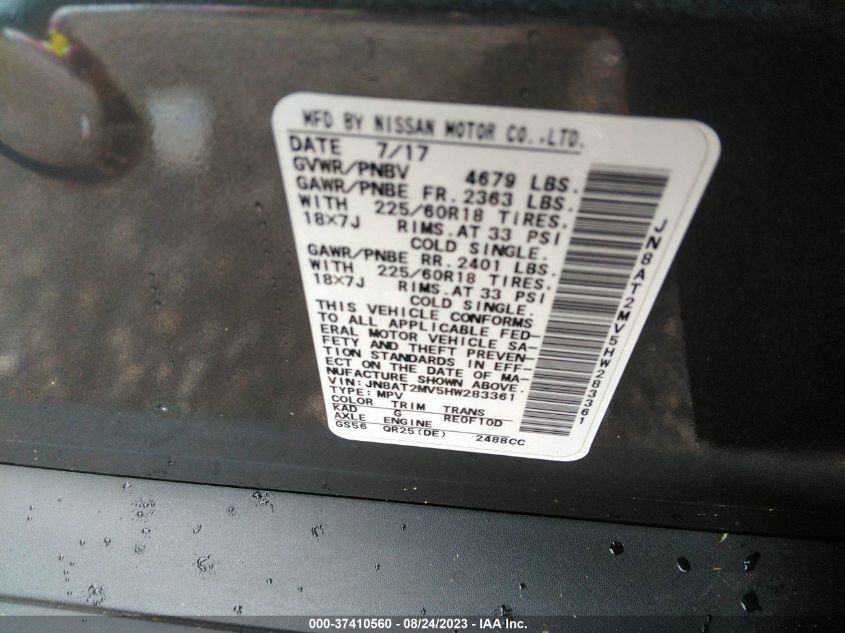 MFD BY NISSAN MOTOR CO.,LTD.
DATE 7/17
GVWR/PNBV 4679 LBS.
GAWR/PNBE FR. 2363 LBS.
WITH 225/60R18 TIRES.
18X7J RIMS.AT 33 PSI
COLD SINGLE.
GAWR/PNBE RR. 2401 LBS.
WITH 225/60R18 TIRES.
18X7J RIMS.AT 33 PSI
COLD SINGLE.
THIS VEHICLE CONFORMS
TO ALL APPLICABLE FED-
ERAL MOTOR VEHICLE SA-
FETY AND THEFT PREVEN-
TION STANDARDS IN EFF-
ECT ON THE DATE OF MA-
NUFACTURE SHOWN ABOVE.
VIN: JN8AT2MV5HW283361
TYPE: MPV
COLOR TRIM TRANS
KAD G RE0F10D
AXLE ENGINE
GS56 QR25(DE) 2488CC
JN8AT2MV5HW283361
000-37410560 - 08/24/2023 - IAA Inc.